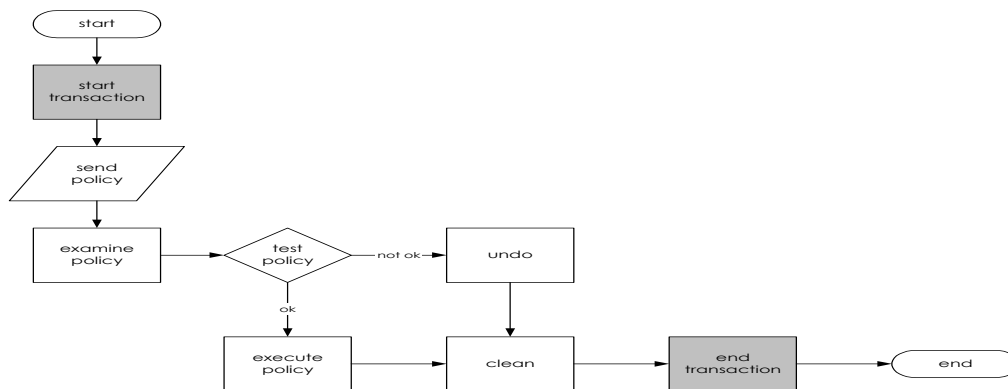 start
start
transaction
send
policy
examine
policy
test
policy
not ok
undo
ok
execute
policy
clean
end
transaction
end